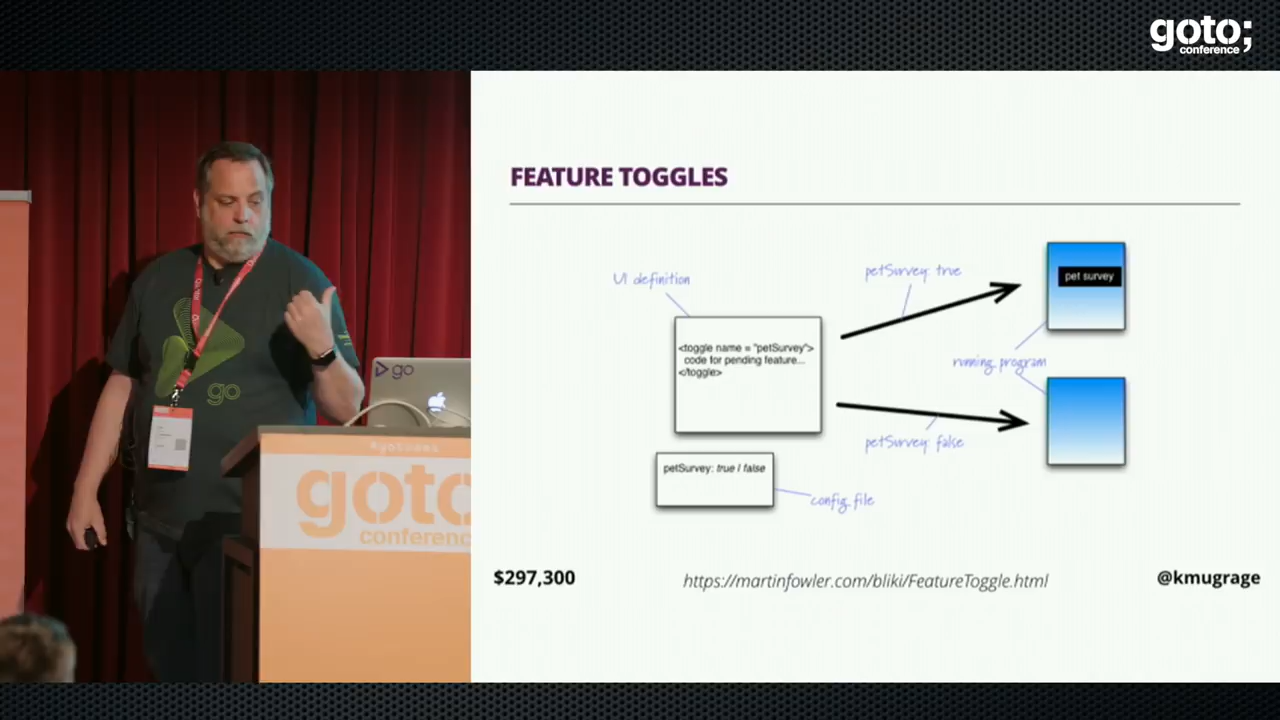 goto;
conference
FEATURE TOGGLES
UI definition
petSurvey: true
pet survey
<toggle name = "petSurvey">
code for pending feature...
</toggle>
running program
petSurvey: false
petSurvey: true | false
config file
$297,300
https://martinfowler.com/bliki/FeatureToggle.html
@kmugrage
go
go
goto
conference